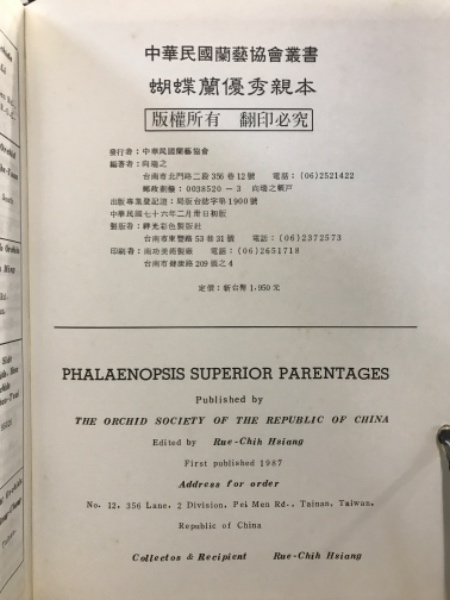 中華民國蘭藝協會叢書
蝴蝶蘭優秀親本
版權所有　翻印必究
發行者：中華民國蘭藝協會
編著者：向瑞之
台南市北門路二段356巷12號　電話：(06)2521422
郵政劃撥：0038520－3　向瑞之帳戶
出版專業登記證：局版台誌字第1900號
中華民國七十六年二月卅日初版
製版者：祥光彩色製版社
台南市東豐路53巷31號　電話：(06)2372573
印刷者：南功美術製版　電話：(06)2651718
台南市健康路209號之4
定價：新台幣1,950元
PHALAENOPSIS SUPERIOR PARENTAGES
Published by
THE ORCHID SOCIETY OF THE REPUBLIC OF CHINA
Edited by Rue-Chih Hsiang
First published 1987
Address for order
No. 12, 356 Lane, 2 Division, Pei Men Rd., Tainan, Taiwan,
Republic of China
Collectos & Recipient Rue-Chih Hsiang